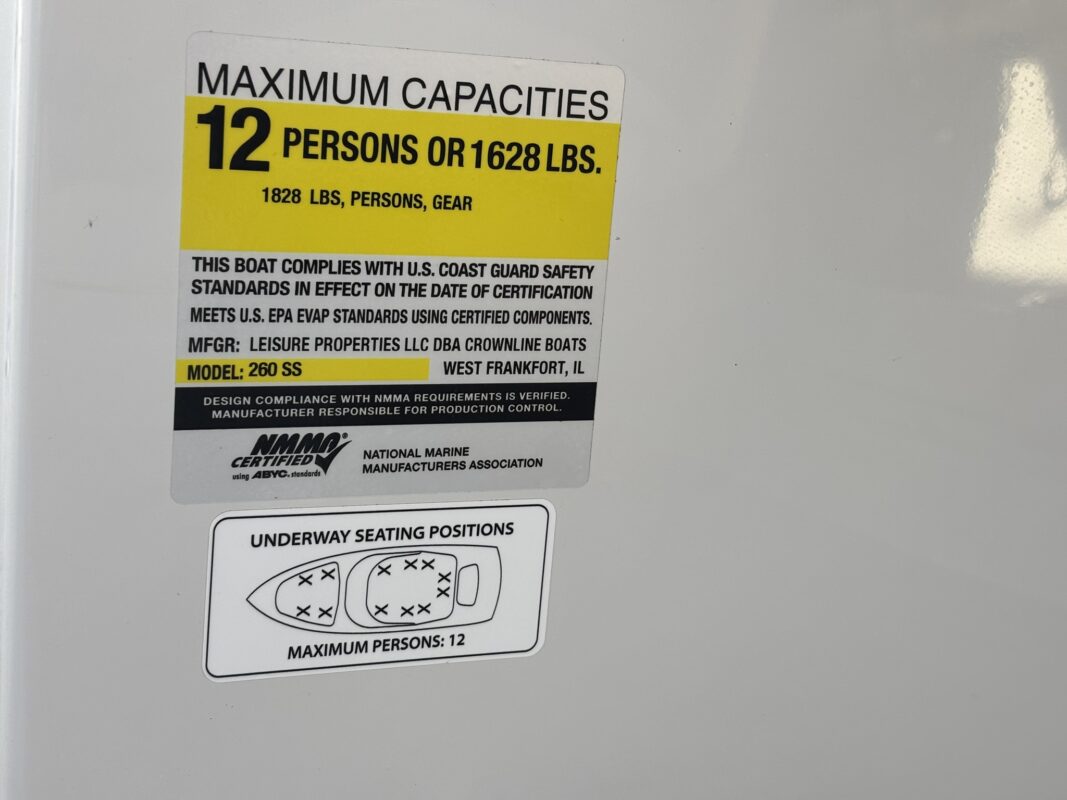 MAXIMUM CAPACITIES
12 PERSONS OR 1628 LBS.
1828 LBS, PERSONS, GEAR
THIS BOAT COMPLIES WITH U.S. COAST GUARD SAFETY
STANDARDS IN EFFECT ON THE DATE OF CERTIFICATION
MEETS U.S. EPA EVAP STANDARDS USING CERTIFIED COMPONENTS.
MFGR: LEISURE PROPERTIES LLC DBA CROWNLINE BOATS
MODEL: 260 SS WEST FRANKFORT, IL
DESIGN COMPLIANCE WITH NMMA REQUIREMENTS IS VERIFIED.
MANUFACTURER RESPONSIBLE FOR PRODUCTION CONTROL.
NMMA®
CERTIFIED
using ABYC. standards
NATIONAL MARINE
MANUFACTURERS ASSOCIATION
UNDERWAY SEATING POSITIONS
X X X X X X
X
X
X X X X X
MAXIMUM PERSONS: 12